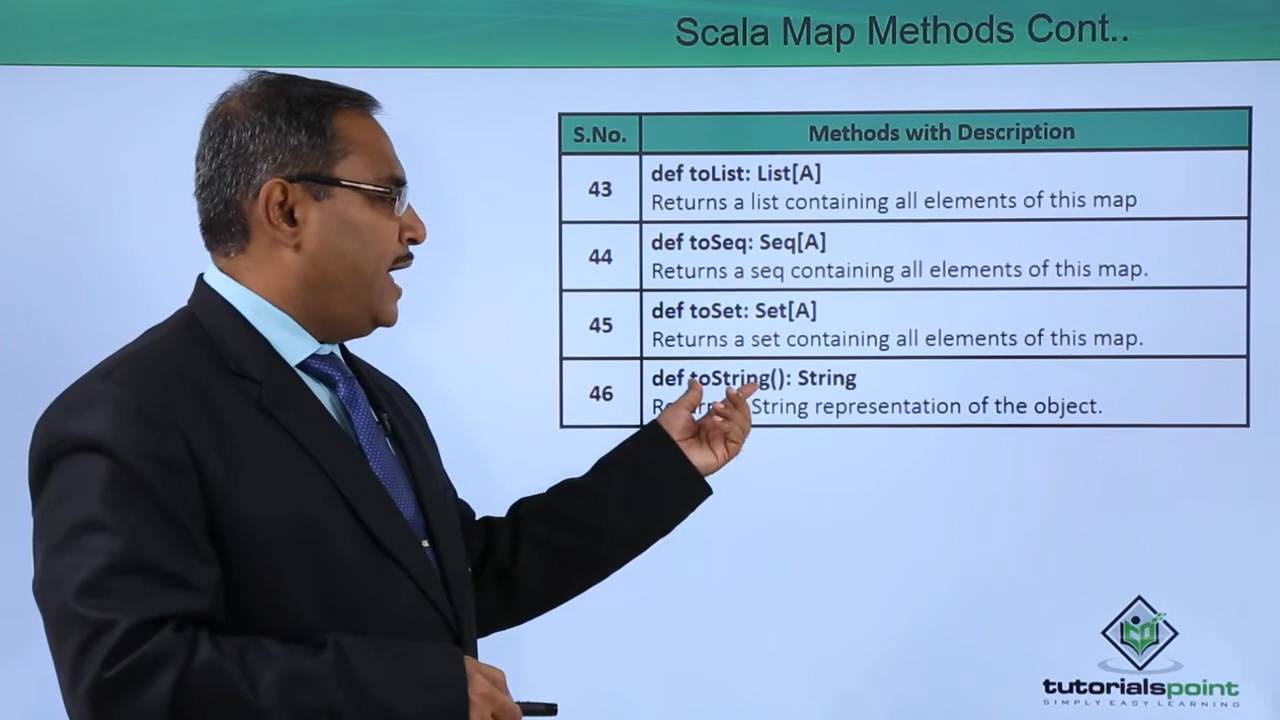 Scala Map Methods Cont..
S.No. Methods with Description
43 def toList: List[A]
Returns a list containing all elements of this map
44 def toSeq: Seq[A]
Returns a seq containing all elements of this map.
45 def toSet: Set[A]
Returns a set containing all elements of this map.
46 def toString(): String
String representation of the object.
tutorialspoint
SIMPLY EASY LEARNING